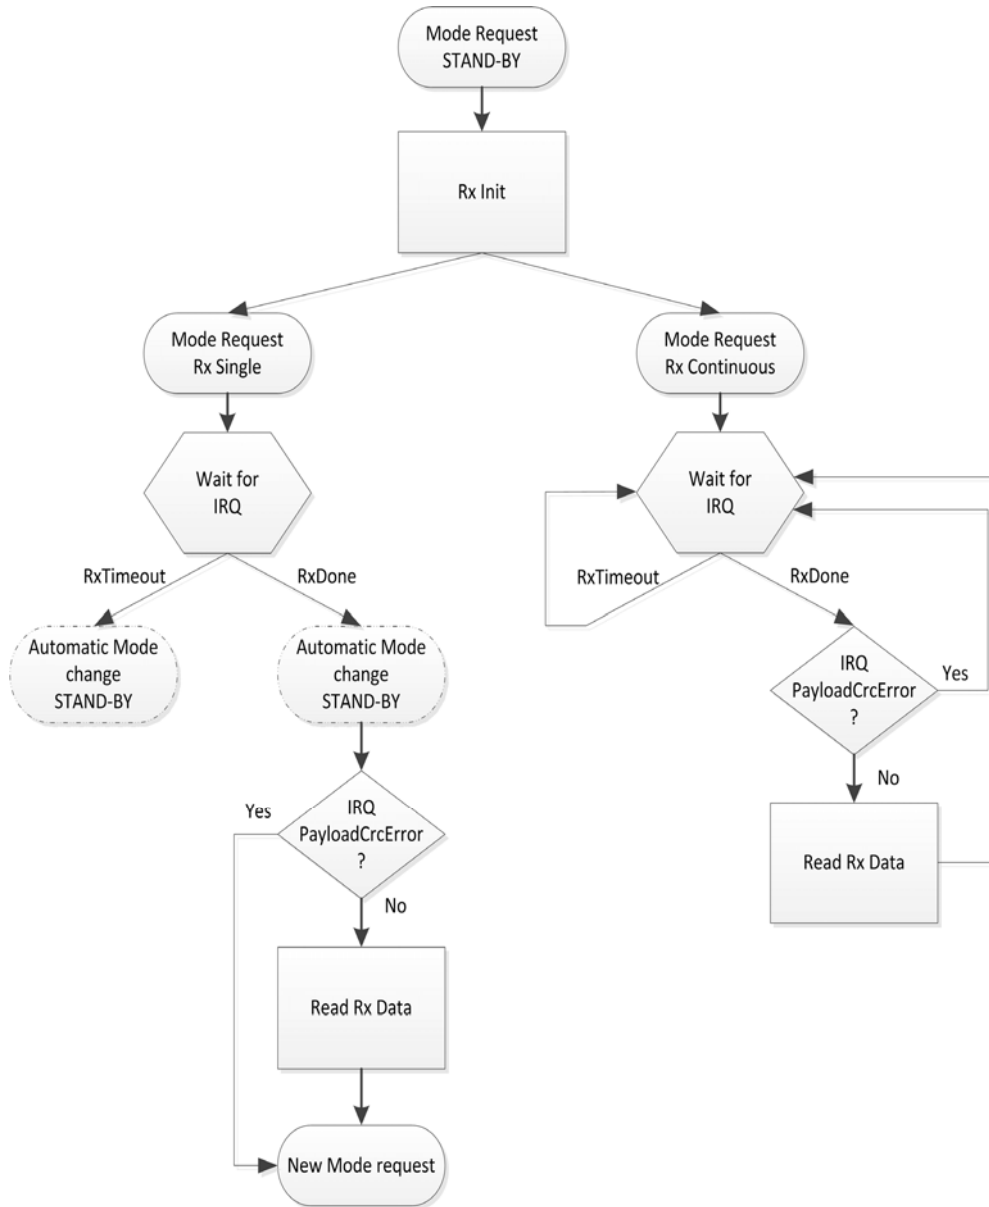 Mode Request
STAND-BY
Rx Init
Mode Request
Rx Single
Mode Request
Rx Continuous
Wait for
IRQ
Wait for
IRQ
RxTimeout
RxDone
RxTimeout
RxDone
Automatic Mode
change
STAND-BY
Automatic Mode
change
STAND-BY
IRQ
PayloadCrcError
?
Yes
No
Read Rx Data
Yes
IRQ
PayloadCrcError
?
No
Read Rx Data
New Mode request